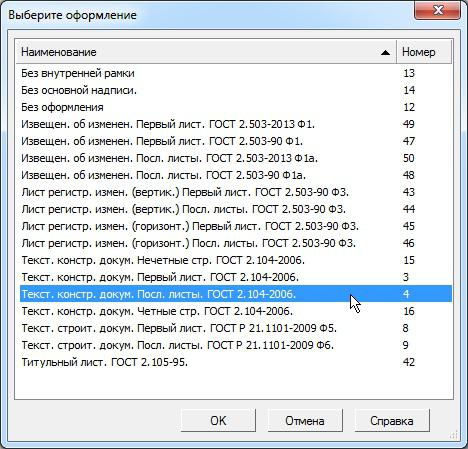 Выберите оформление
Наименование Номер
Без внутренней рамки 13
Без основной надписи. 14
Без оформления 12
Извещен. об изменен. Первый лист. ГОСТ 2.503-2013 Ф1. 49
Извещен. об изменен. Первый лист. ГОСТ 2.503-90 Ф1. 47
Извещен. об изменен. Посл. листы. ГОСТ 2.503-2013 Ф1а. 50
Извещен. об изменен. Посл. листы. ГОСТ 2.503-90 Ф1а. 48
Лист регистр. измен. (вертик.) Первый лист. ГОСТ 2.503-90 Ф3. 43
Лист регистр. измен. (вертик.) Посл. листы. ГОСТ 2.503-90 Ф3. 44
Лист регистр. измен. (горизонт.) Первый лист. ГОСТ 2.503-90 Ф3. 45
Лист регистр. измен. (горизонт.) Посл. листы. ГОСТ 2.503-90 Ф3. 46
Текст. констр. докум. Нечетные стр. ГОСТ 2.104-2006. 15
Текст. констр. докум. Первый лист. ГОСТ 2.104-2006. 3
Текст. констр. докум. Посл. листы. ГОСТ 2.104-2006. 4
Текст. констр. докум. Четные стр. ГОСТ 2.104-2006. 16
Текст. строит. докум. Первый лист. ГОСТ Р 21.1101-2009 Ф5. 8
Текст. строит. докум. Посл. листы. ГОСТ Р 21.1101-2009 Ф6. 9
Титульный лист. ГОСТ 2.105-95. 42
OK Отмена Справка